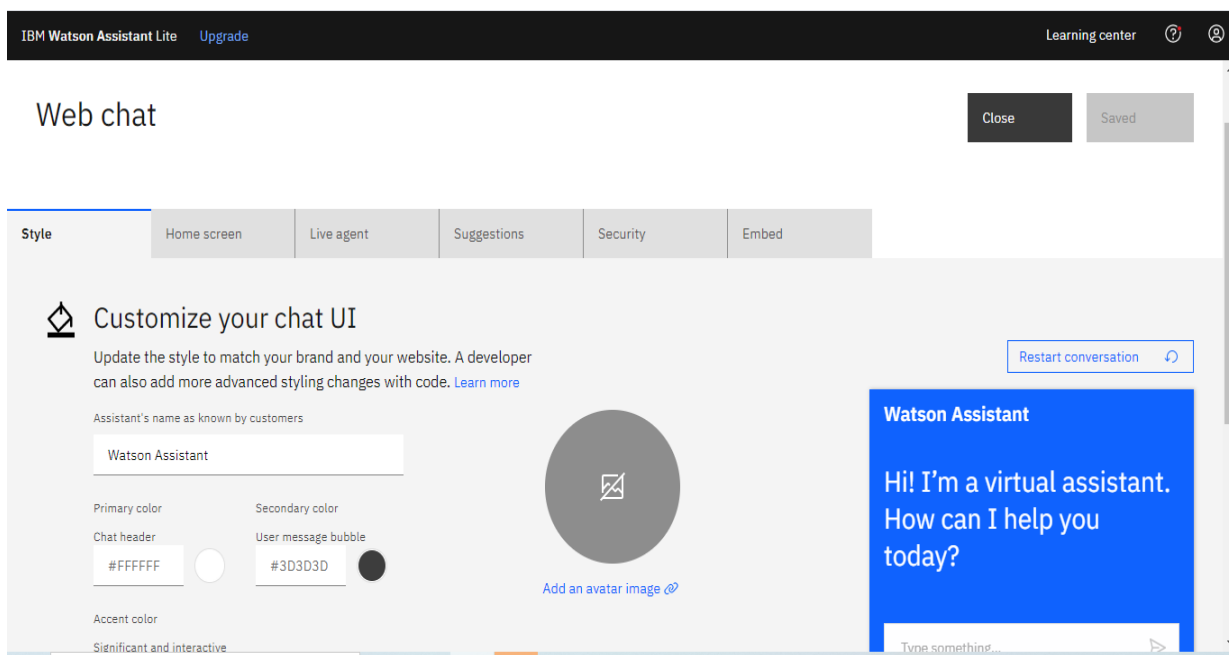 IBM Watson Assistant Lite Upgrade Learning center
Web chat
Close Saved
Style Home screen Live agent Suggestions Security Embed
Customize your chat UI
Update the style to match your brand and your website. A developer
can also add more advanced styling changes with code. Learn more
Restart conversation
Assistant's name as known by customers
Watson Assistant
Primary color Secondary color
Chat header User message bubble
#FFFFFF #3D3D3D
Add an avatar image
Accent color
Significant and interactive
Watson Assistant
Hi! I'm a virtual assistant.
How can I help you
today?
Type something...